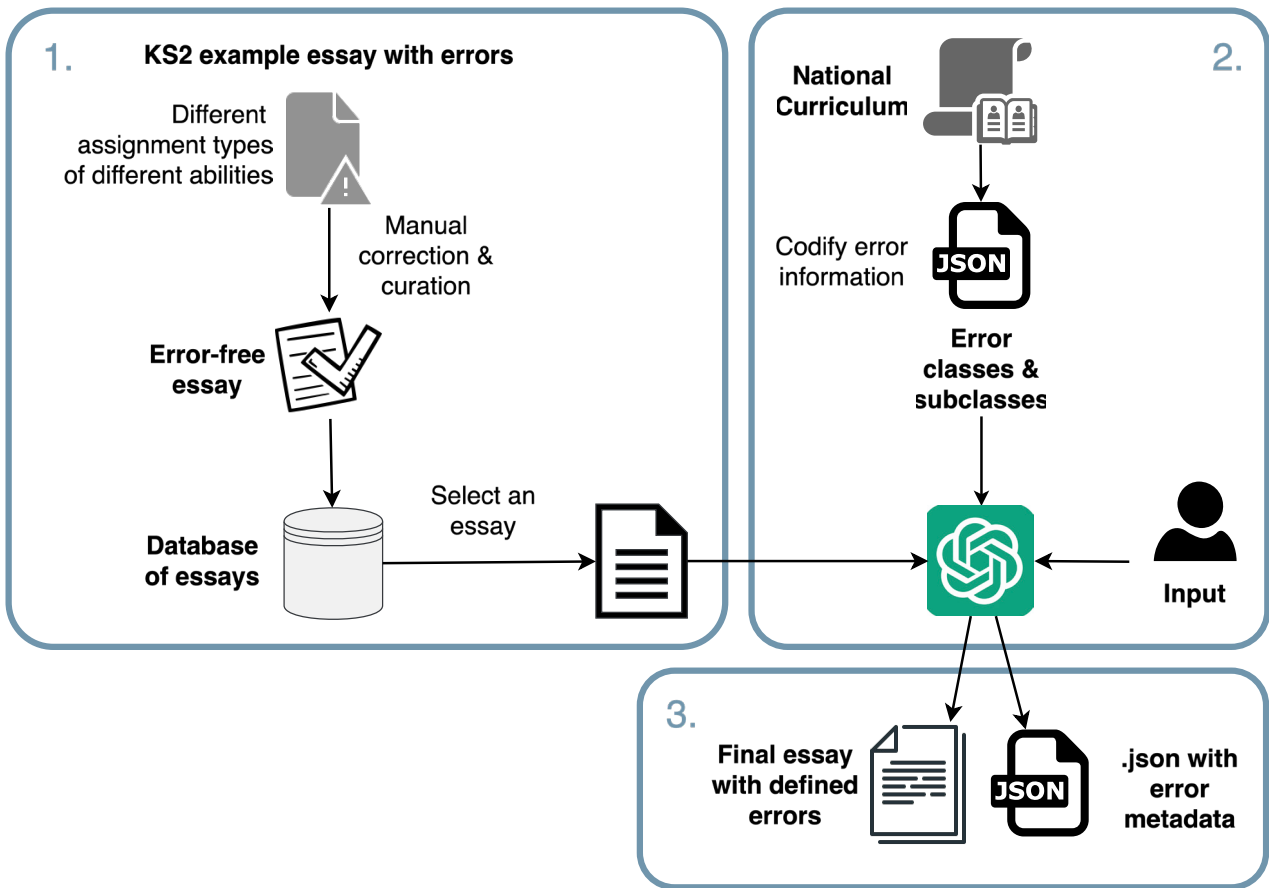 1.
KS2 example essay with errors
Different
assignment types
of different abilities
Manual
correction &
curation
Error-free
essay
Database
of essays
Select an
essay
2.
National
Curriculum
Codify error
information
JSON
Error
classes &
subclasses
Input
3.
Final essay
with defined
errors
JSON
.json with
error
metadata